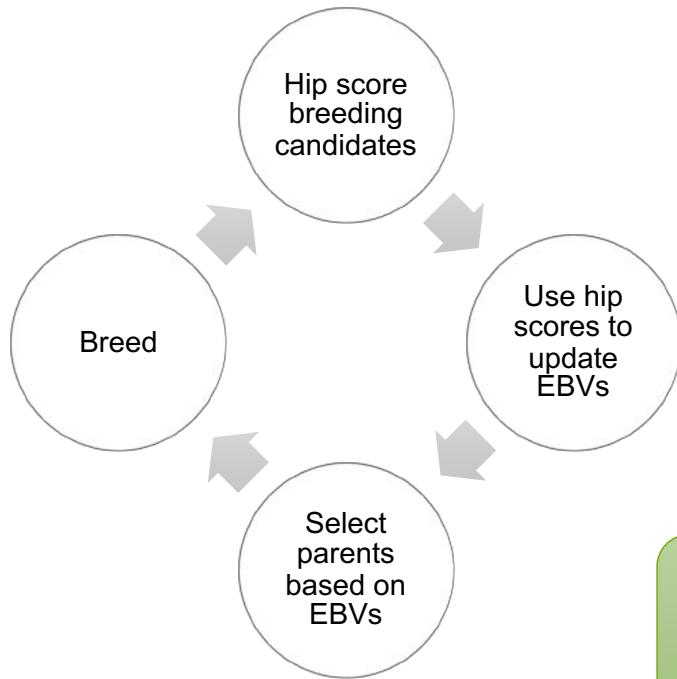 Hip score
breeding
candidates
Use hip
scores to
update
EBVs
Select
parents
based on
EBVs
Breed